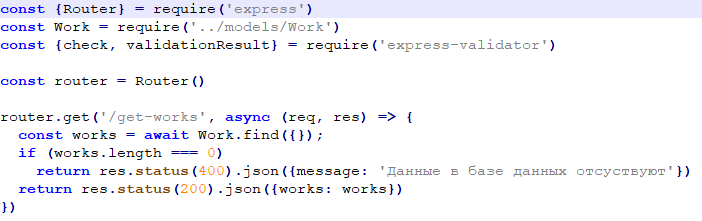 const {Router} = require('express')
const Work = require('../models/Work')
const {check, validationResult} = require('express-validator')
const router = Router()
router.get('/get-works', async (req, res) => {
const works = await Work.find({});
if (works.length === 0)
return res.status(400).json({message: 'Данные в базе данных отсуствуют'})
return res.status(200).json({works: works})
})